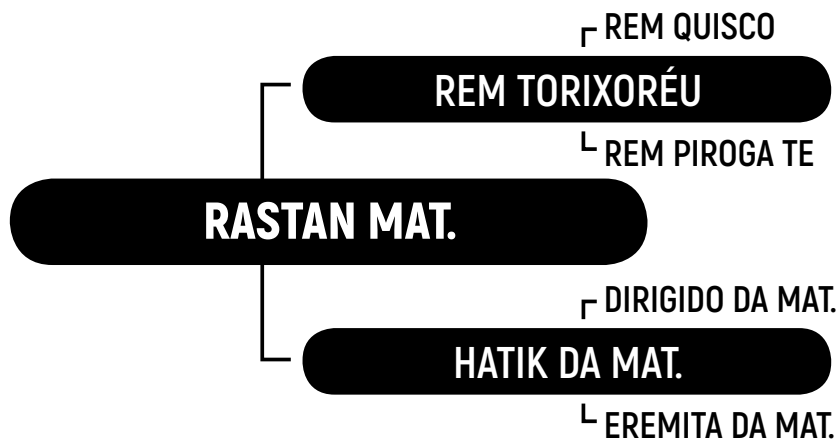 REM QUISCO
REM TORIXORÉU
REM PIROGA TE
RASTAN MAT.
DIRIGIDO DA MAT.
HATIK DA MAT.
EREMITA DA MAT.